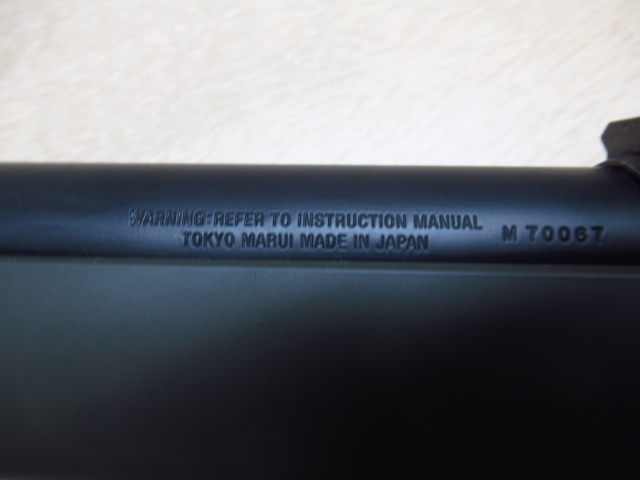 WARNING:REFER TO INSTRUCTION MANUAL
TOKYO MARUI MADE IN JAPAN
M 70067